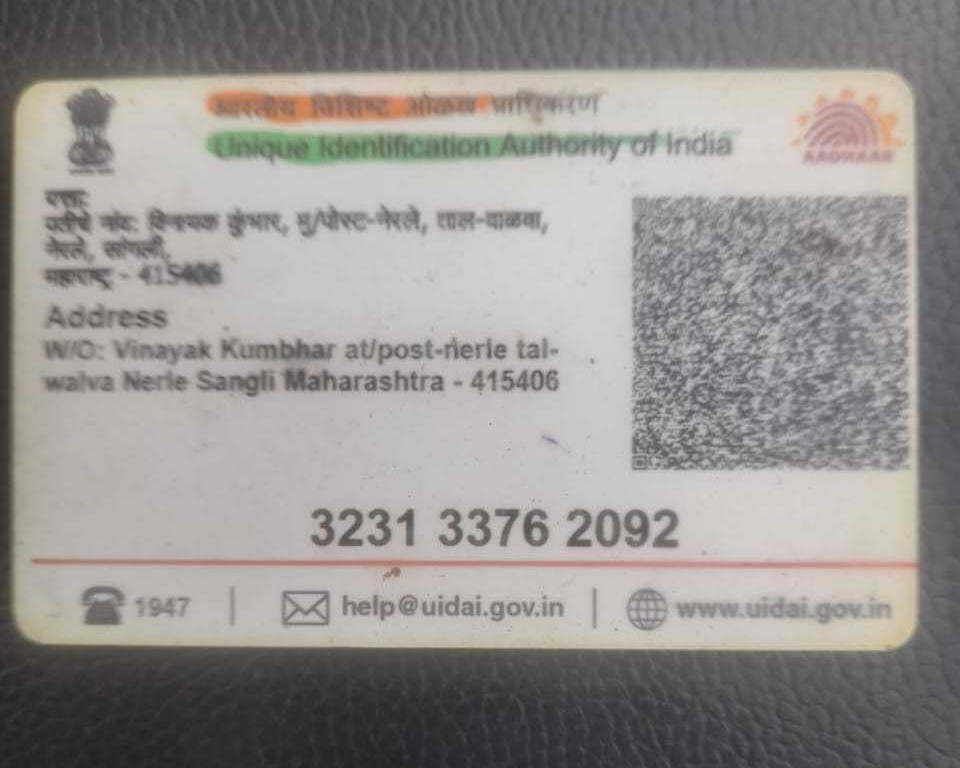 भारतीय विशिष्ट ओळख प्राधिकरण
Unique Identification Authority of India
AADHAAR
पत्ता:
पतीचे नाव: विनायक कुंभार, मु/पोस्ट-नेरले, ताल-वाळवा,
नेरले, सांगली,
महाराष्ट्र - 415406
Address
W/O: Vinayak Kumbhar at/post-nerle tal-
walva Nerle Sangli Maharashtra - 415406
3231 3376 2092
1947 | help@uidai.gov.in | www.uidai.gov.in